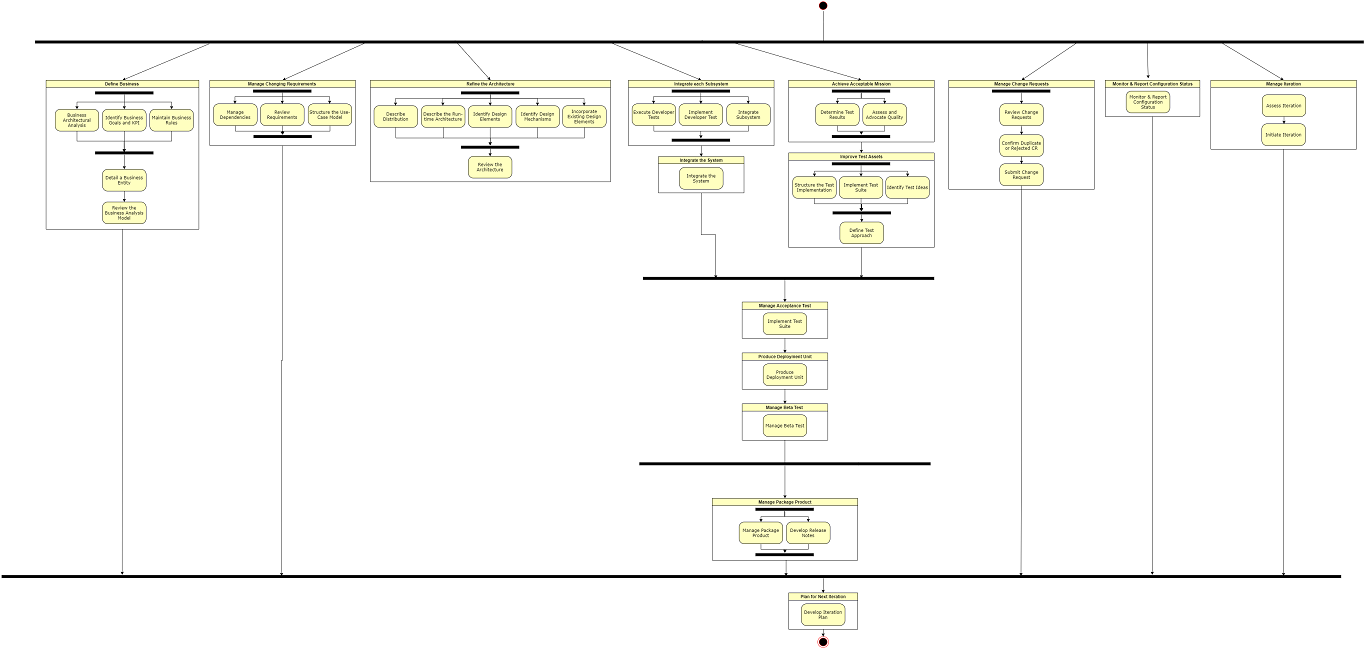 Define Business
Business
Architectural
Analysis
Identify Business
Goals and KPI
Maintain Business
Rules
Detail a Business
Entity
Review the
Business Analysis
Model
Manage Changing Requirements
Manage
Dependencies
Review
Requirements
Structure the Use-
Case Model
Refine the Architecture
Describe
Distribution
Describe the Run-
time Architecture
Identify Design
Elements
Identify Design
Mechanisms
Incorporate
Existing Design
Elements
Review the
Architecture
Integrate each Subsystem
Execute Developer
Tests
Implement
Developer Test
Integrate
Subsystem
Integrate the System
Integrate the
System
Achieve Acceptable Mission
Determine Test
Results
Assess and
Advocate Quality
Improve Test Assets
Structure the Test
Implementation
Implement Test
Suite
Identify Test Ideas
Define Test
approach
Manage Change Requests
Review Change
Requests
Confirm Duplicate
or Rejected CR
Submit Change
Request
Monitor & Report Configuration Status
Monitor & Report
Configuration
Status
Manage Iteration
Assess Iteration
Initiate Iteration
Manage Acceptance Test
Implement Test
Suite
Produce Deployment Unit
Produce
Deployment Unit
Manage Beta Test
Manage Beta Test
Manage Package Product
Manage Package
Product
Develop Release
Notes
Plan for Next Iteration
Develop Iteration
Plan